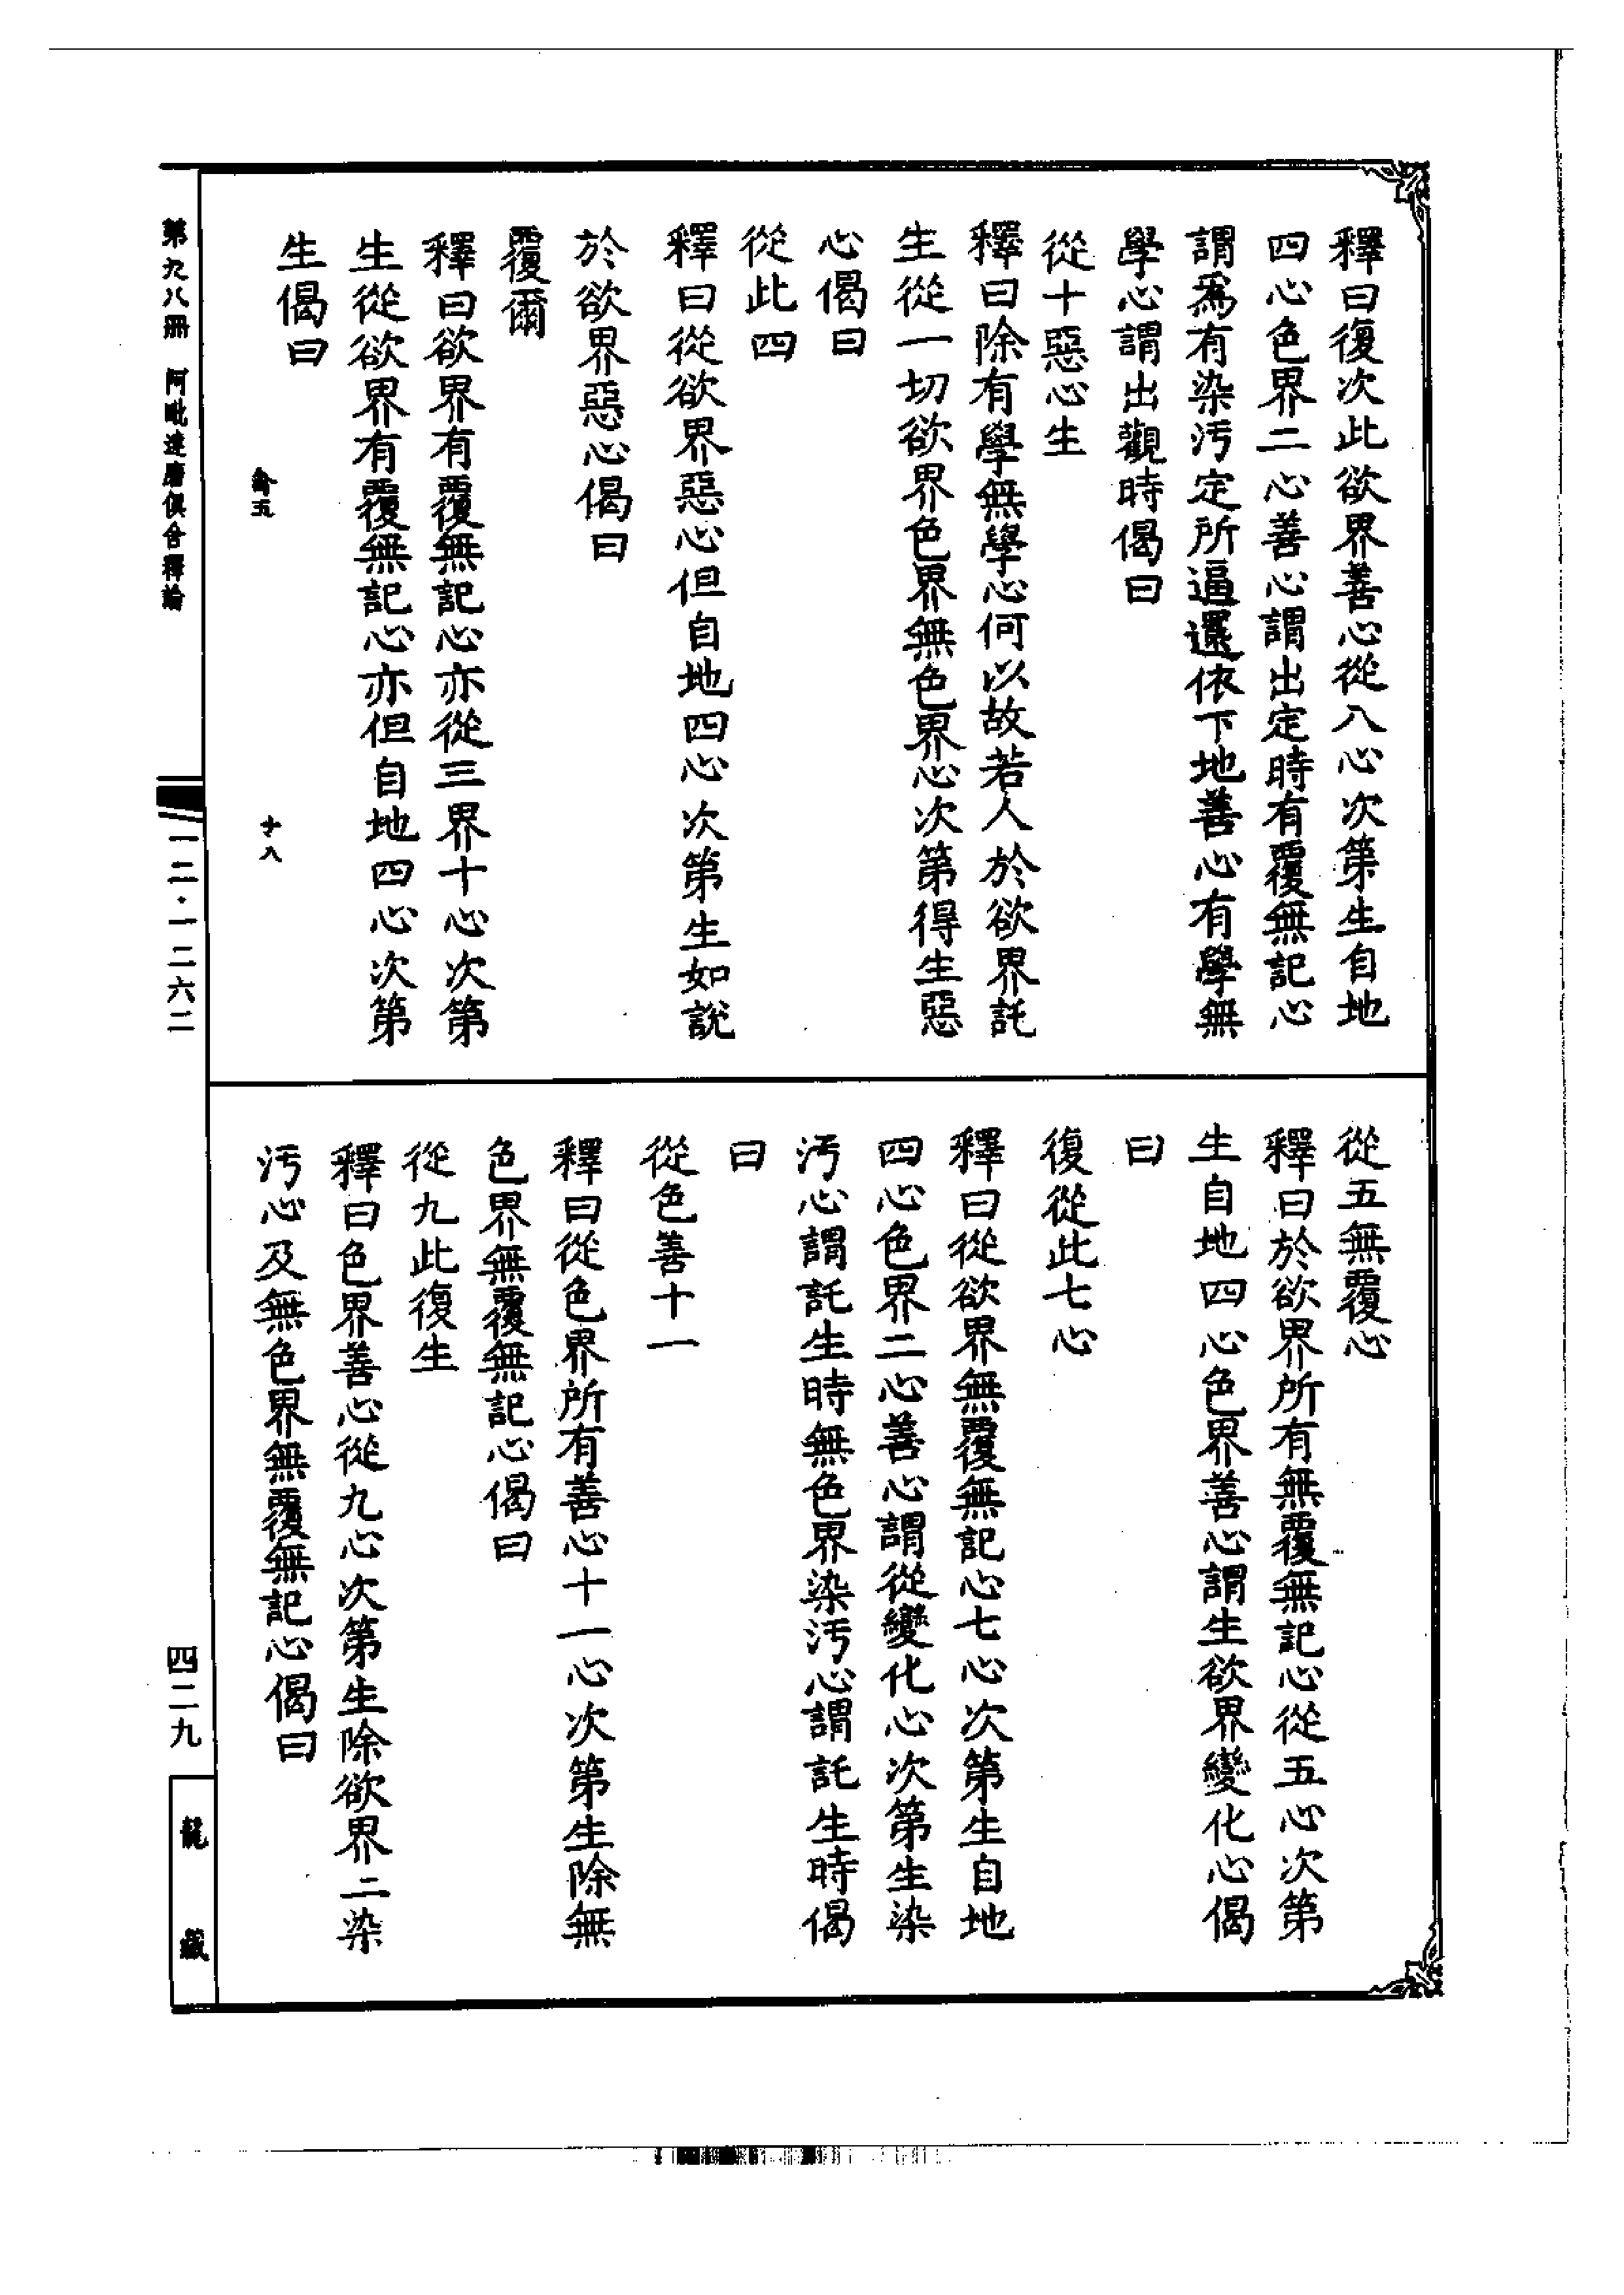 釋曰復次此欲界善心從八心次第生自地
四心色界二心善心謂出定時有覆無記心
謂爲有染污定所逼還依下地善心有學無
學心謂出觀時偈曰
從十惡心生
釋曰除有學無學心何以故若人於欲界託
生從一切欲界色界無色界心次第得生惡
心偈曰
從此四
釋曰從欲界惡心但自地四心次第生如說
於欲界惡心偈曰
覆爾
釋曰欲界有覆無記心亦從三界十心次第
生從欲界有覆無記心亦但自地四心次第
生偈曰
十八
從五無覆心
釋曰於欲界所有無覆無記心從五心次第
生自地四心色界善心謂生欲界變化心偈
曰
復從此七心
釋曰從欲界無覆無記心七心次第生自地
四心色界二心善心謂從變化心次第生染
污心謂託生時無色界染污心謂託生時偈
曰
從色善十一
釋曰從色界所有善心十一心次第生除無
色界無覆無記心偈曰
從九此復生
釋曰色界善心從九心次第生除欲界二染
污心及無色界無覆無記心偈曰
第九八冊 阿毗達磨俱舍釋論
一二·一二六二
四二九
龍藏